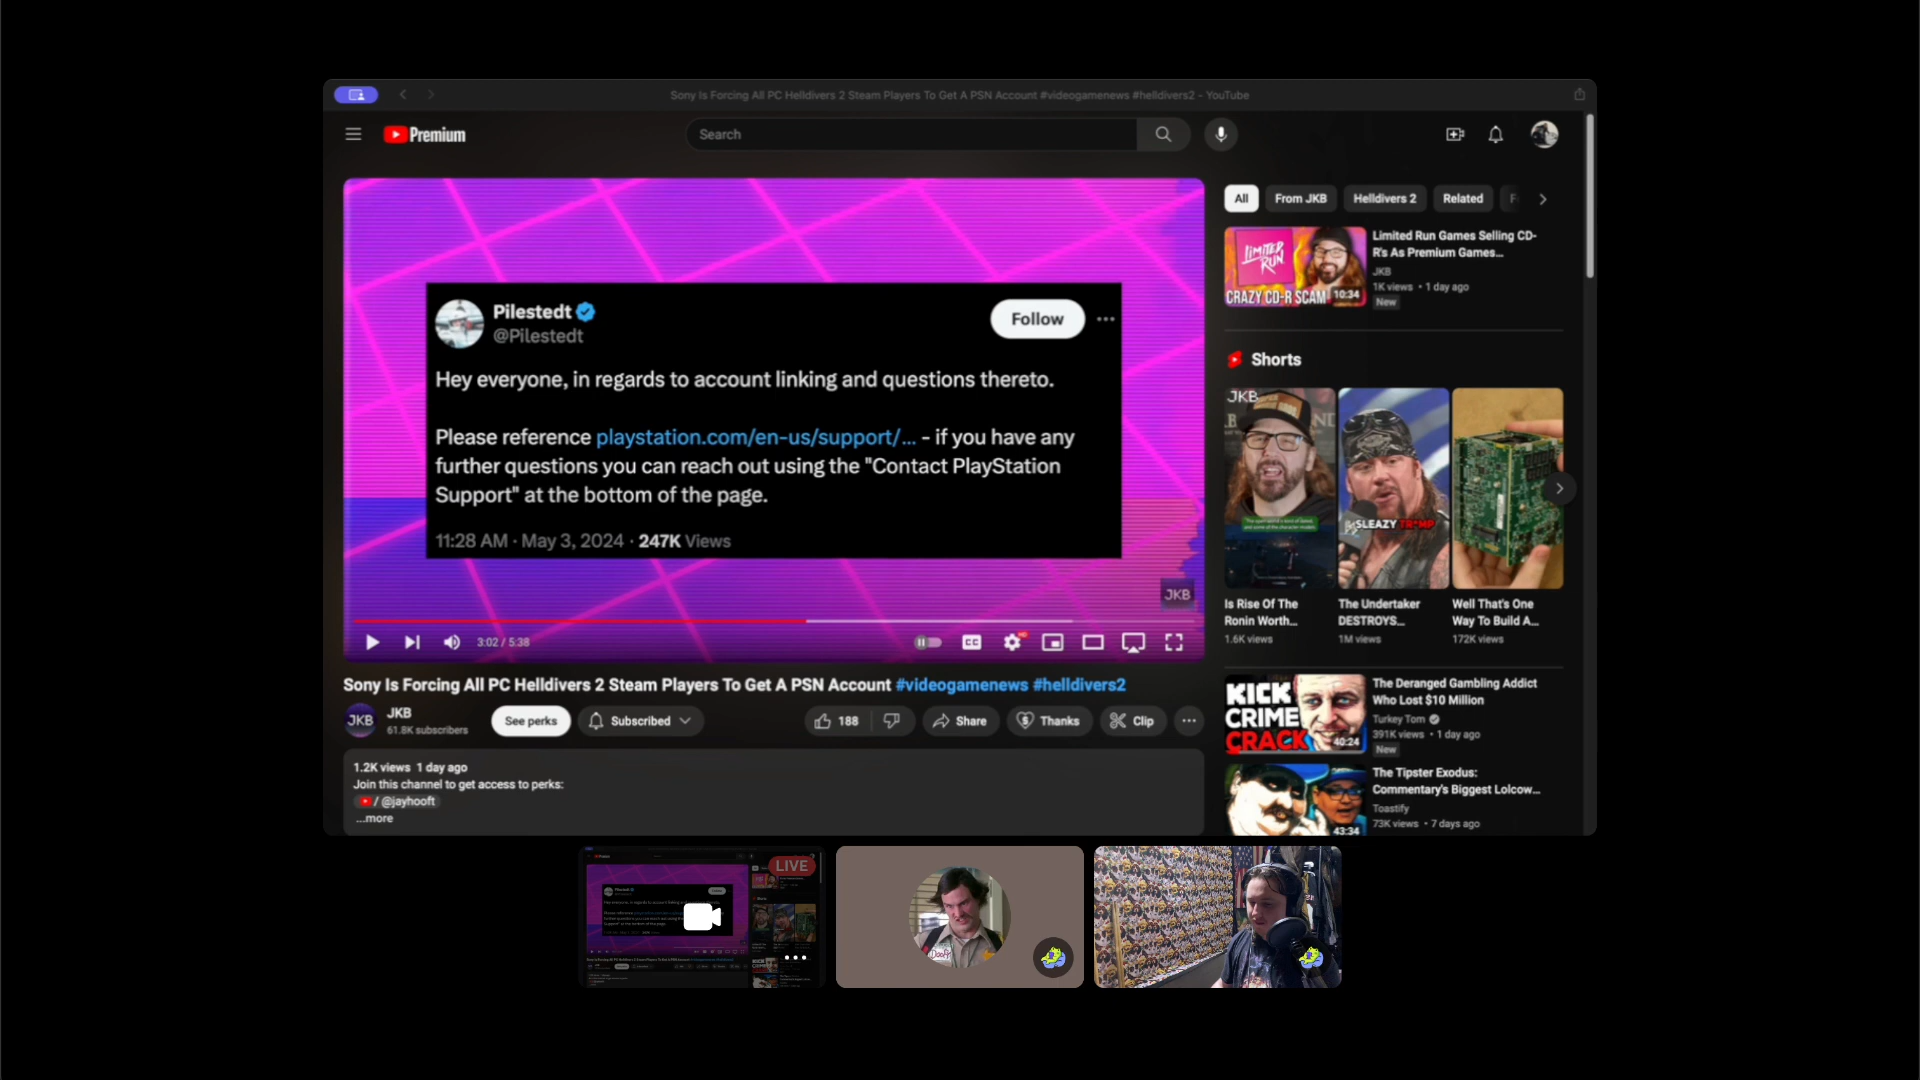 Sony Is Forcing All PC Helldivers 2 Steam Players To Get A PSN Account #videogamenews #helldivers2 - YouTube
Premium
Search
Pilestedt
@Pilestedt
Follow
Hey everyone, in regards to account linking and questions thereto.
Please reference playstation.com/en-us/support/... - if you have any
further questions you can reach out using the "Contact PlayStation
Support" at the bottom of the page.
11:28 AM · May 3, 2024 · 247K Views
JKB
3:02 / 5:38
CC
HD
Sony Is Forcing All PC Helldivers 2 Steam Players To Get A PSN Account #videogamenews #helldivers2
JKB
JKB
61.8K subscribers
See perks
Subscribed
188
Share
Thanks
Clip
1.2K views 1 day ago
Join this channel to get access to perks:
/ @jayhooft
...more
All
From JKB
Helldivers 2
Related
LIMITED
RUN
CRAZY CD-R SCAM
10:34
Limited Run Games Selling CD-
R's As Premium Games...
JKB
1K views • 1 day ago
New
Shorts
JKB
SLEAZY TR*MP
Is Rise Of The
Ronin Worth...
1.6K views
The Undertaker
DESTROYS...
1M views
Well That's One
Way To Build A...
172K views
KICK
CRIME
CRACK
40:24
The Deranged Gambling Addict
Who Lost $10 Million
Turkey Tom
391K views • 1 day ago
New
43:34
The Tipster Exodus:
Commentary's Biggest Lolcow...
Toastify
73K views • 7 days ago
LIVE